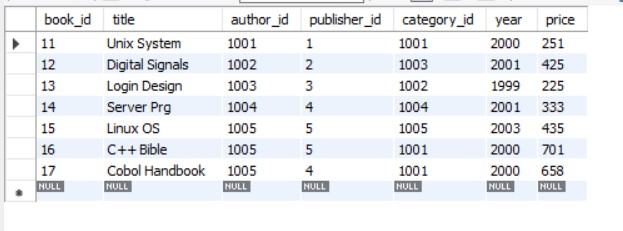 book_id title author_id publisher_id category_id year price
11 Unix System 1001 1 1001 2000 251
12 Digital Signals 1002 2 1003 2001 425
13 Login Design 1003 3 1002 1999 225
14 Server Prg 1004 4 1004 2001 333
15 Linux OS 1005 5 1005 2003 435
16 C++ Bible 1005 5 1001 2000 701
17 Cobol Handbook 1005 4 1001 2000 658
NULL NULL NULL NULL NULL NULL NULL